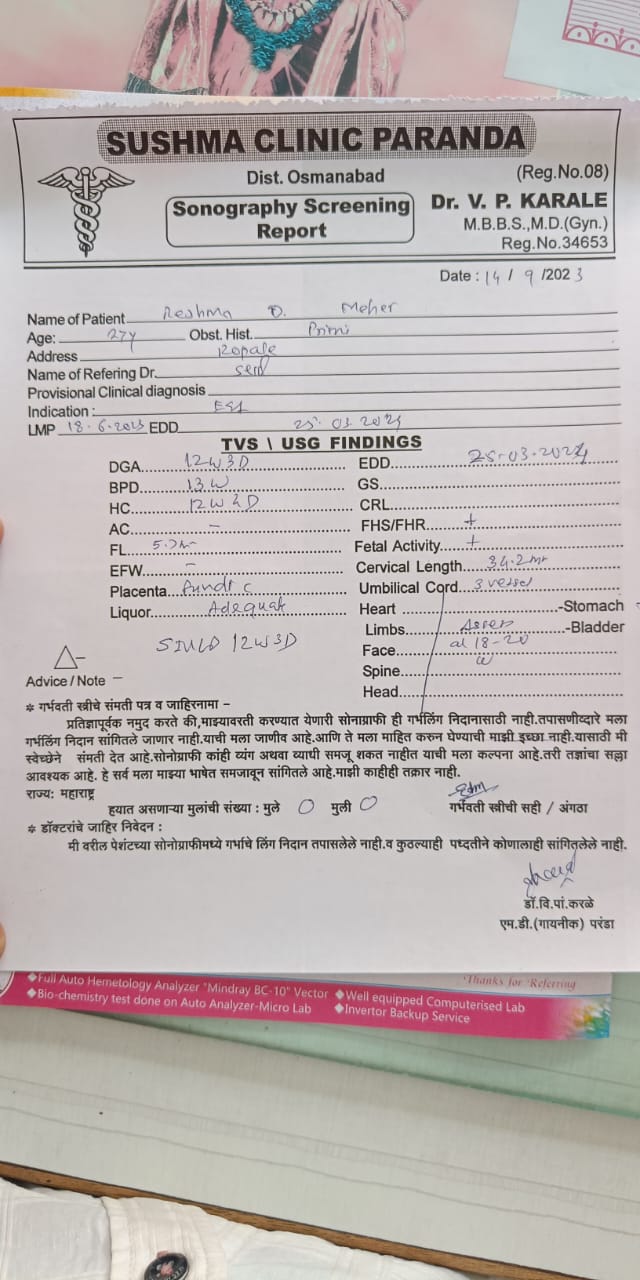 SUSHMA CLINIC PARANDA
Dist. Osmanabad
(Reg.No.08)
Sonography Screening
Report
Dr. V. P. KARALE
M.B.B.S.,M.D.(Gyn.)
Reg.No.34653
Date : 14 / 9 /2023
Name of Patient Reshma D. Meher
Age: 27y Obst. Hist. Primi
Address Ropale
Name of Refering Dr. self
Provisional Clinical diagnosis
Indication :
LMP 18.6.2023 EDD 25.03.2024
TVS \ USG FINDINGS
DGA 12W3D EDD 25-03-2024
BPD 13W GS
HC 12W3D CRL
AC – FHS/FHR +
FL Fetal Activity +
EFW – Cervical Length 34.2mm
Placenta Fundic Umbilical Cord 3 vessel
Liquor Adequate Heart -Stomach
Limbs -Bladder
SIULP 12W3D
Face at 18-20
Spine W
Head
Δ-
Advice / Note –
* गर्भवती स्त्रीचे संमती पत्र व जाहिरनामा –
प्रतिज्ञापूर्वक नमुद करते की,माझ्यावरती करण्यात येणारी सोनाग्राफी ही गर्भलिंग निदानासाठी नाही.तपासणीव्दारे मला
गर्भलिंग निदान सांगितले जाणार नाही.याची मला जाणीव आहे.आणि ते मला माहित करुन घेण्याची माझी इच्छा नाही.यासाठी मी
स्वेच्छेने संमती देत आहे.सोनोग्राफी कांही व्यंग अथवा व्याधी समजू शकत नाहीत याची मला कल्पना आहे.तरी तज्ञांचा सल्ला
आवश्यक आहे. हे सर्व मला माझ्या भाषेत समजावून सांगितले आहे.माझी काहीही तक्रार नाही.
राज्य: महाराष्ट्र
हयात असणाऱ्या मुलांची संख्या : मुले 0 मुली 0 गर्भवती स्त्रीची सही / अंगठा
* डॉक्टरांचे जाहिर निवेदन :
मी वरील पेशंटच्या सोनोग्राफीमध्ये गर्भाचे लिंग निदान तपासलेले नाही.व कुठल्याही पध्दतीने कोणालाही सांगितलेले नाही.
डॉ.वि.पां.करळे
एम.डी.(गायनीक) परंडा
Thanks for Referring
◆Full Auto Hemetology Analyzer "Mindray BC-10" Vector ◆Well equipped Computerised Lab
◆Bio-chemistry test done on Auto Analyzer-Micro Lab ◆Invertor Backup Service